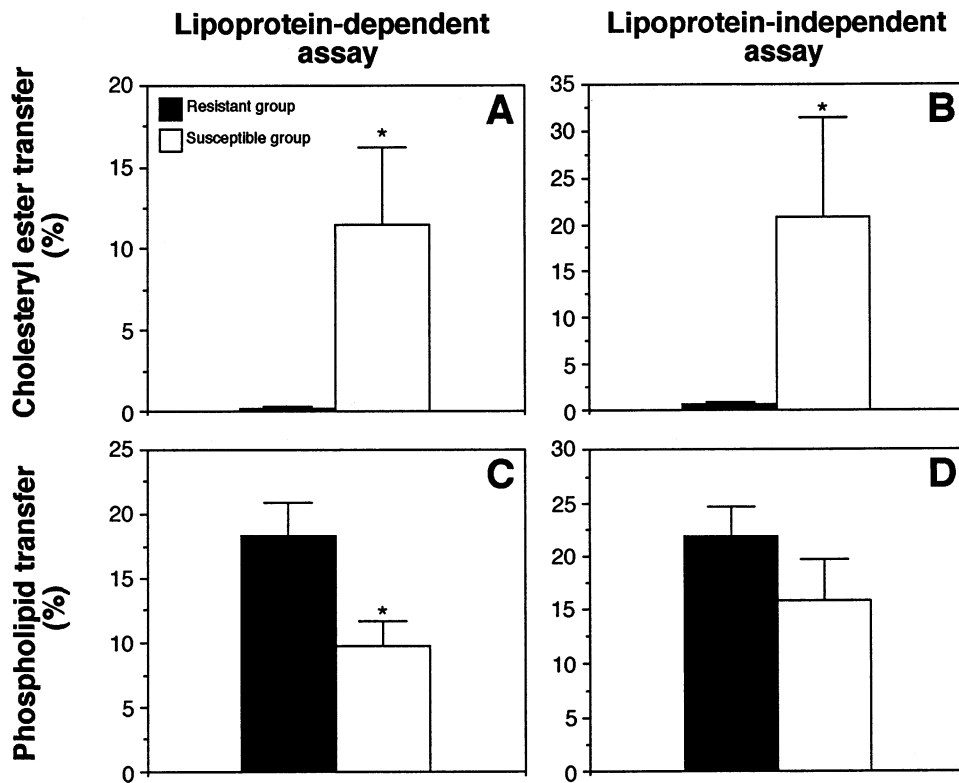 Lipoprotein-dependent
assay
Lipoprotein-independent
assay
Cholesteryl ester transfer
(%)
20
15
10
5
0
Resistant group
Susceptible group
*
A
35
30
25
20
15
10
5
0
*
B
Phospholipid transfer
(%)
25
20
15
10
5
0
*
C
30
25
20
15
10
5
0
D